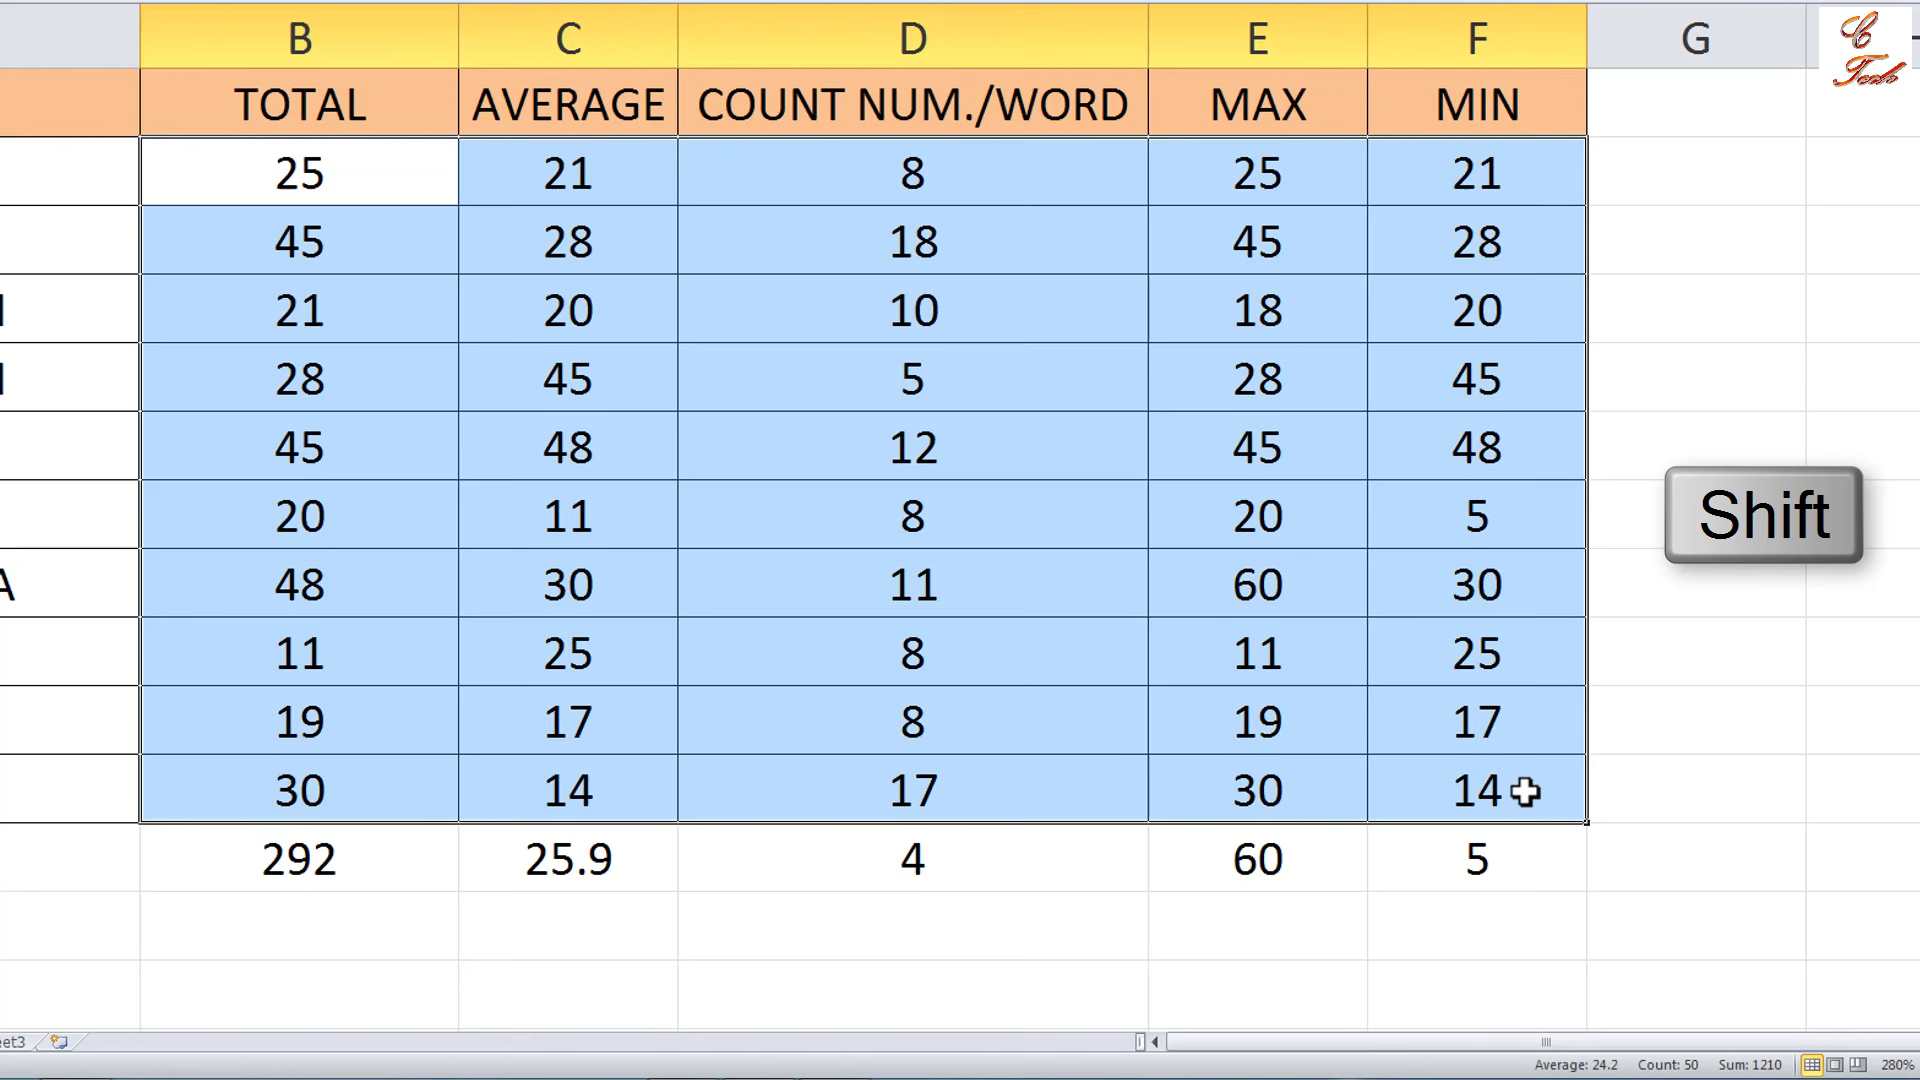 B C D E F G
C Tech
TOTAL AVERAGE COUNT NUM./WORD MAX MIN
25 21 8 25 21
45 28 18 45 28
21 20 10 18 20
28 45 5 28 45
45 48 12 45 48
20 11 8 20 5
Shift
A 48 30 11 60 30
11 25 8 11 25
19 17 8 19 17
30 14 17 30 14
292 25.9 4 60 5
eet3
Average: 24.2 Count: 50 Sum: 1210 280%